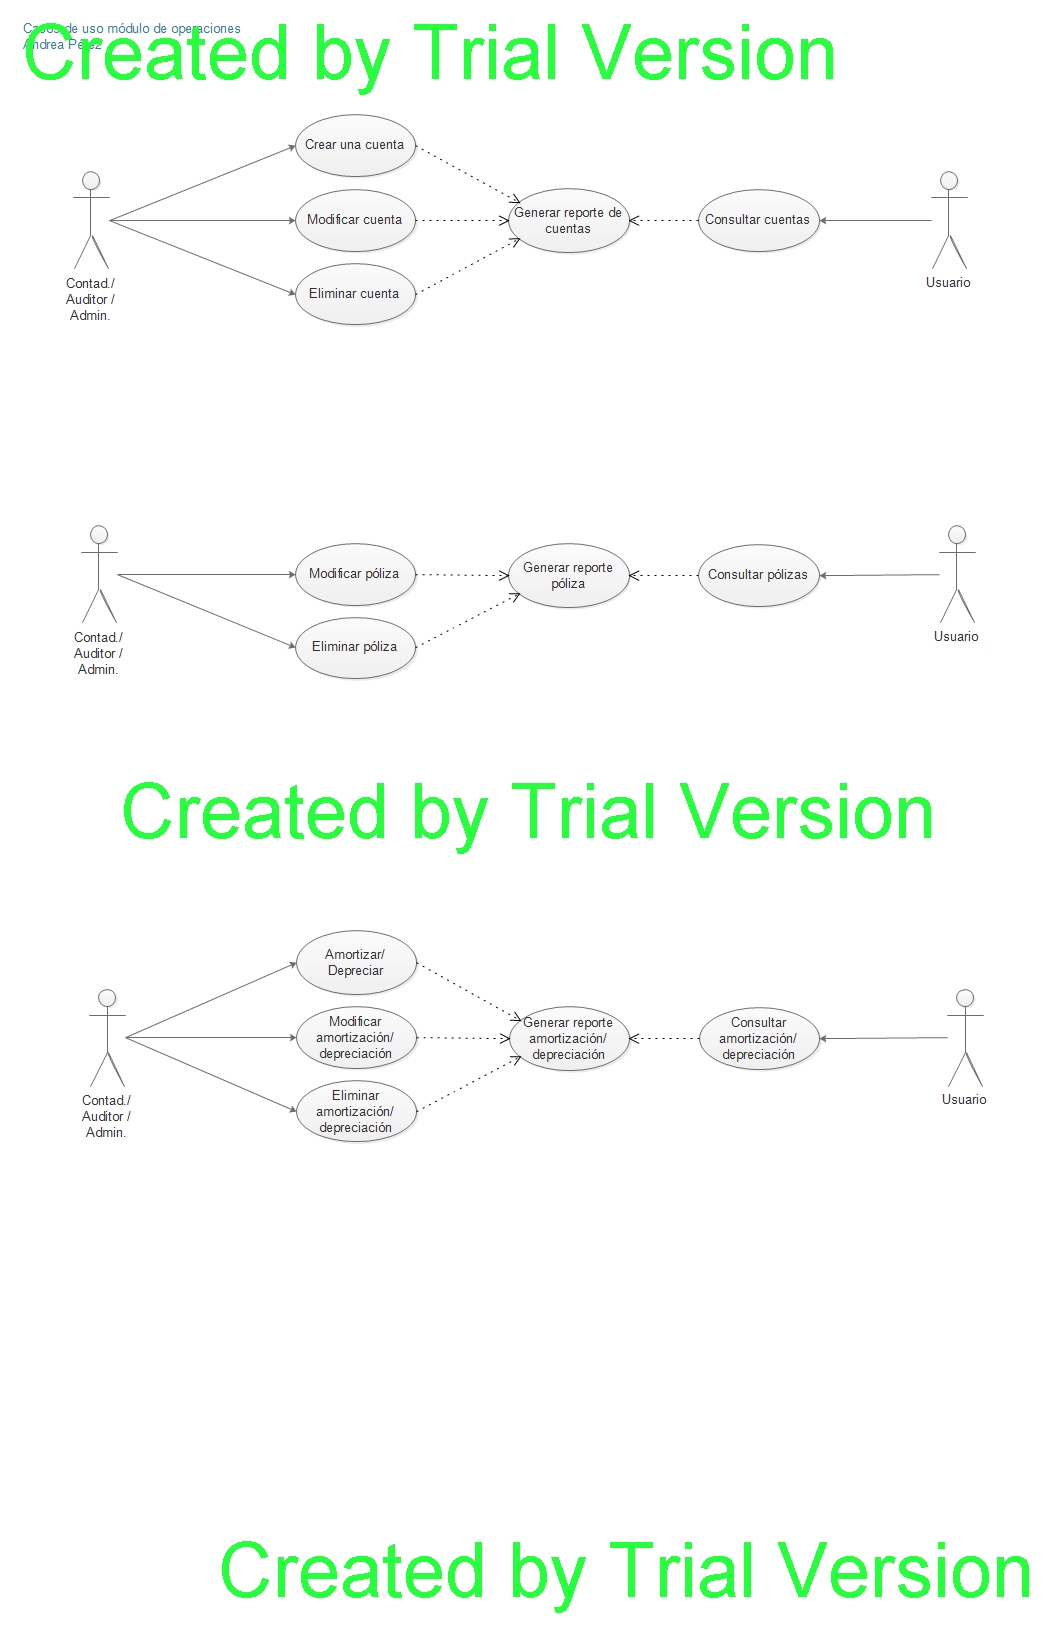 Casos de uso módulo de operaciones
Andrea Pérez
Created by Trial Version
Crear una cuenta
Modificar cuenta
Eliminar cuenta
Generar reporte de
cuentas
Consultar cuentas
Contad./
Auditor /
Admin.
Usuario
Modificar póliza
Eliminar póliza
Generar reporte
póliza
Consultar pólizas
Contad./
Auditor /
Admin.
Usuario
Created by Trial Version
Amortizar/
Depreciar
Modificar
amortización/
depreciación
Eliminar
amortización/
depreciación
Generar reporte
amortización/
depreciación
Consultar
amortización/
depreciación
Contad./
Auditor /
Admin.
Usuario
Created by Trial Version